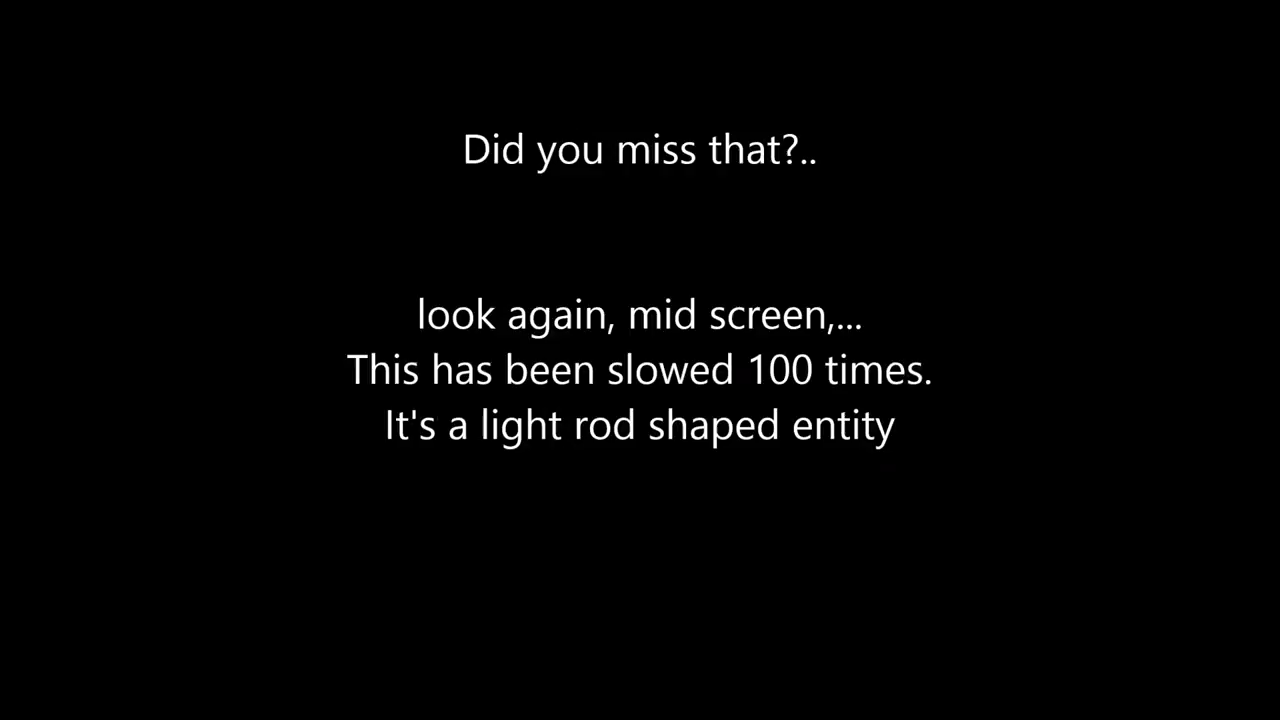 Did you miss that?..
look again, mid screen,...
This has been slowed 100 times.
It's a light rod shaped entity